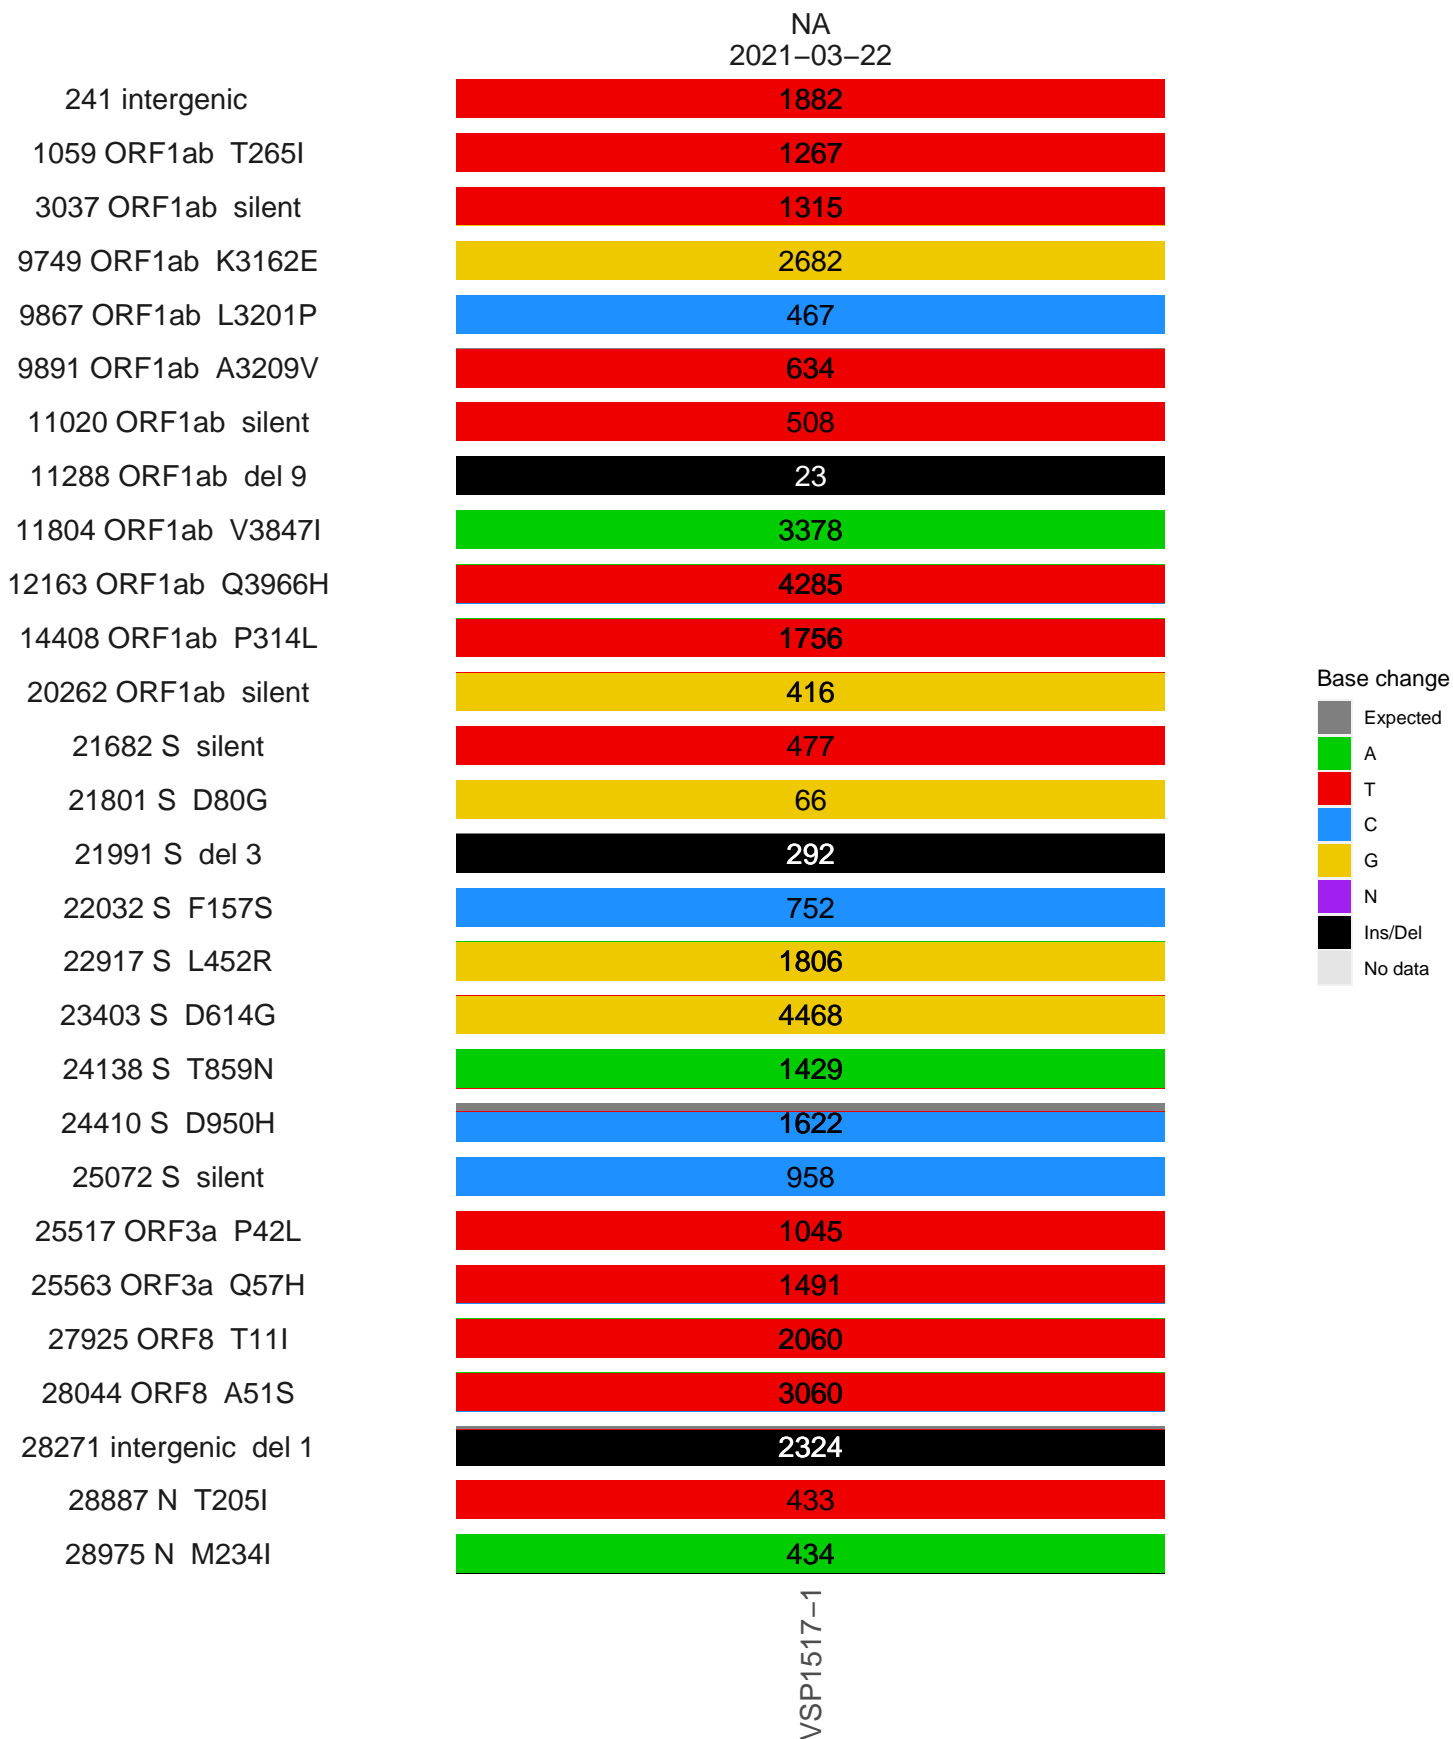 NA
2021−03−22
241 intergenic 1882
1059 ORF1ab T265I 1267
3037 ORF1ab silent 1315
9749 ORF1ab K3162E 2682
9867 ORF1ab L3201P 467
9891 ORF1ab A3209V 634
11020 ORF1ab silent 508
11288 ORF1ab del 9 23
11804 ORF1ab V3847I 3378
12163 ORF1ab Q3966H 4285
14408 ORF1ab P314L 1756
20262 ORF1ab silent 416
21682 S silent 477
21801 S D80G 66
21991 S del 3 292
22032 S F157S 752
22917 S L452R 1806
23403 S D614G 4468
24138 S T859N 1429
24410 S D950H 1622
25072 S silent 958
25517 ORF3a P42L 1045
25563 ORF3a Q57H 1491
27925 ORF8 T11I 2060
28044 ORF8 A51S 3060
28271 intergenic del 1 2324
28887 N T205I 433
28975 N M234I 434
VSP1517−1
Base change
Expected
A
T
C
G
N
Ins/Del
No data